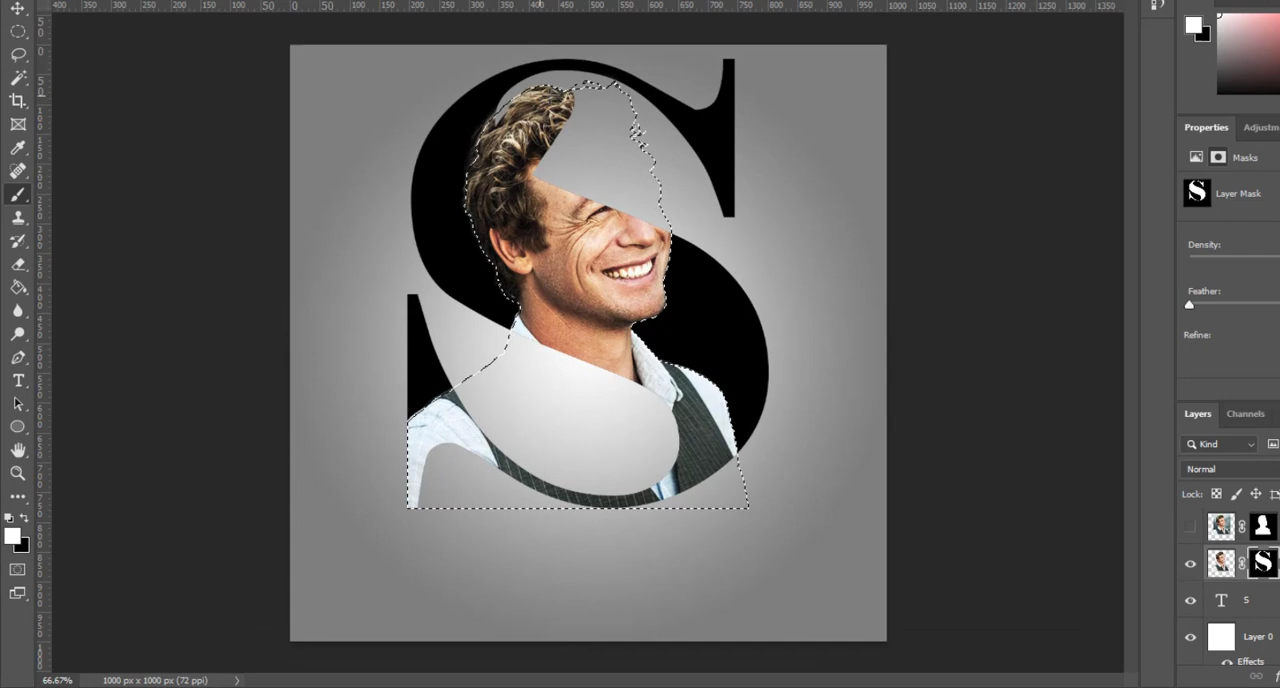 400 350 300 250 200 150 100 50 0 50 100 150 200 250 300 350 400 450 500 550 600 650 700 750 800 850 900 950 1000 1050 1100 1150 1200 1250 1300 1350
S
Properties Adjustm
Masks
Layer Mask
Density:
Feather:
Refine:
Layers Channels
Kind
Normal
Lock:
S
Layer 0
Effects
66.67% 1000 px x 1000 px (72 ppi)